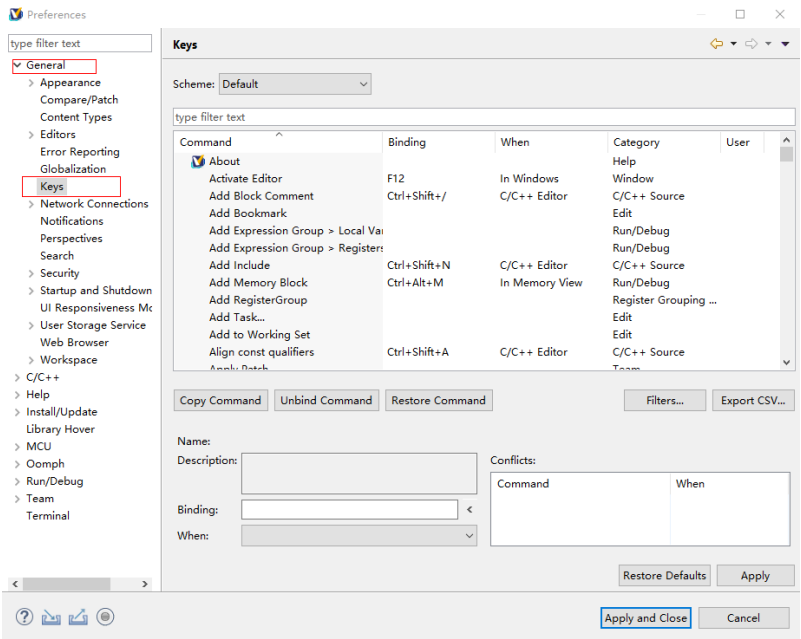 Preferences
type filter text
General
Appearance
Compare/Patch
Content Types
Editors
Error Reporting
Globalization
Keys
Network Connections
Notifications
Perspectives
Search
Security
Startup and Shutdown
UI Responsiveness Mo
User Storage Service
Web Browser
Workspace
C/C++
Help
Install/Update
Library Hover
MCU
Oomph
Run/Debug
Team
Terminal
Keys
Scheme: Default
type filter text
Command Binding When Category User
About Help
Activate Editor F12 In Windows Window
Add Block Comment Ctrl+Shift+/ C/C++ Editor C/C++ Source
Add Bookmark Edit
Add Expression Group > Local Var Run/Debug
Add Expression Group > Registers Run/Debug
Add Include Ctrl+Shift+N C/C++ Editor C/C++ Source
Add Memory Block Ctrl+Alt+M In Memory View Run/Debug
Add RegisterGroup Register Grouping ...
Add Task... Edit
Add to Working Set Edit
Align const qualifiers Ctrl+Shift+A C/C++ Editor C/C++ Source
Apply Patch Team
Copy Command Unbind Command Restore Command Filters... Export CSV...
Name:
Description: Conflicts:
Command When
Binding: <
When:
Restore Defaults Apply
Apply and Close Cancel